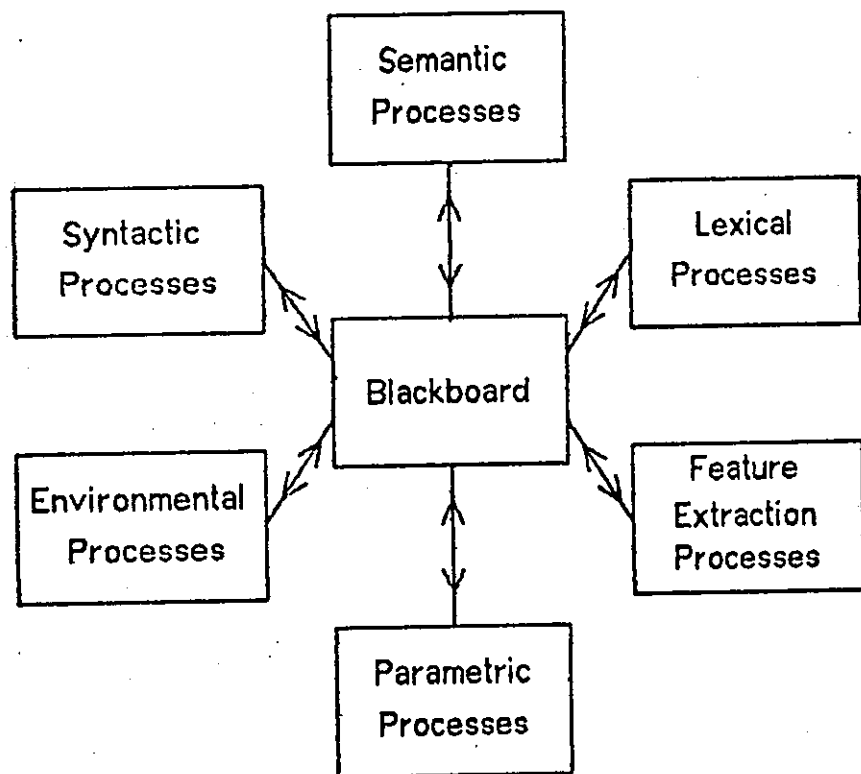 Semantic
Processes
Syntactic
Processes
Lexical
Processes
Blackboard
Environmental
Processes
Feature
Extraction
Processes
Parametric
Processes